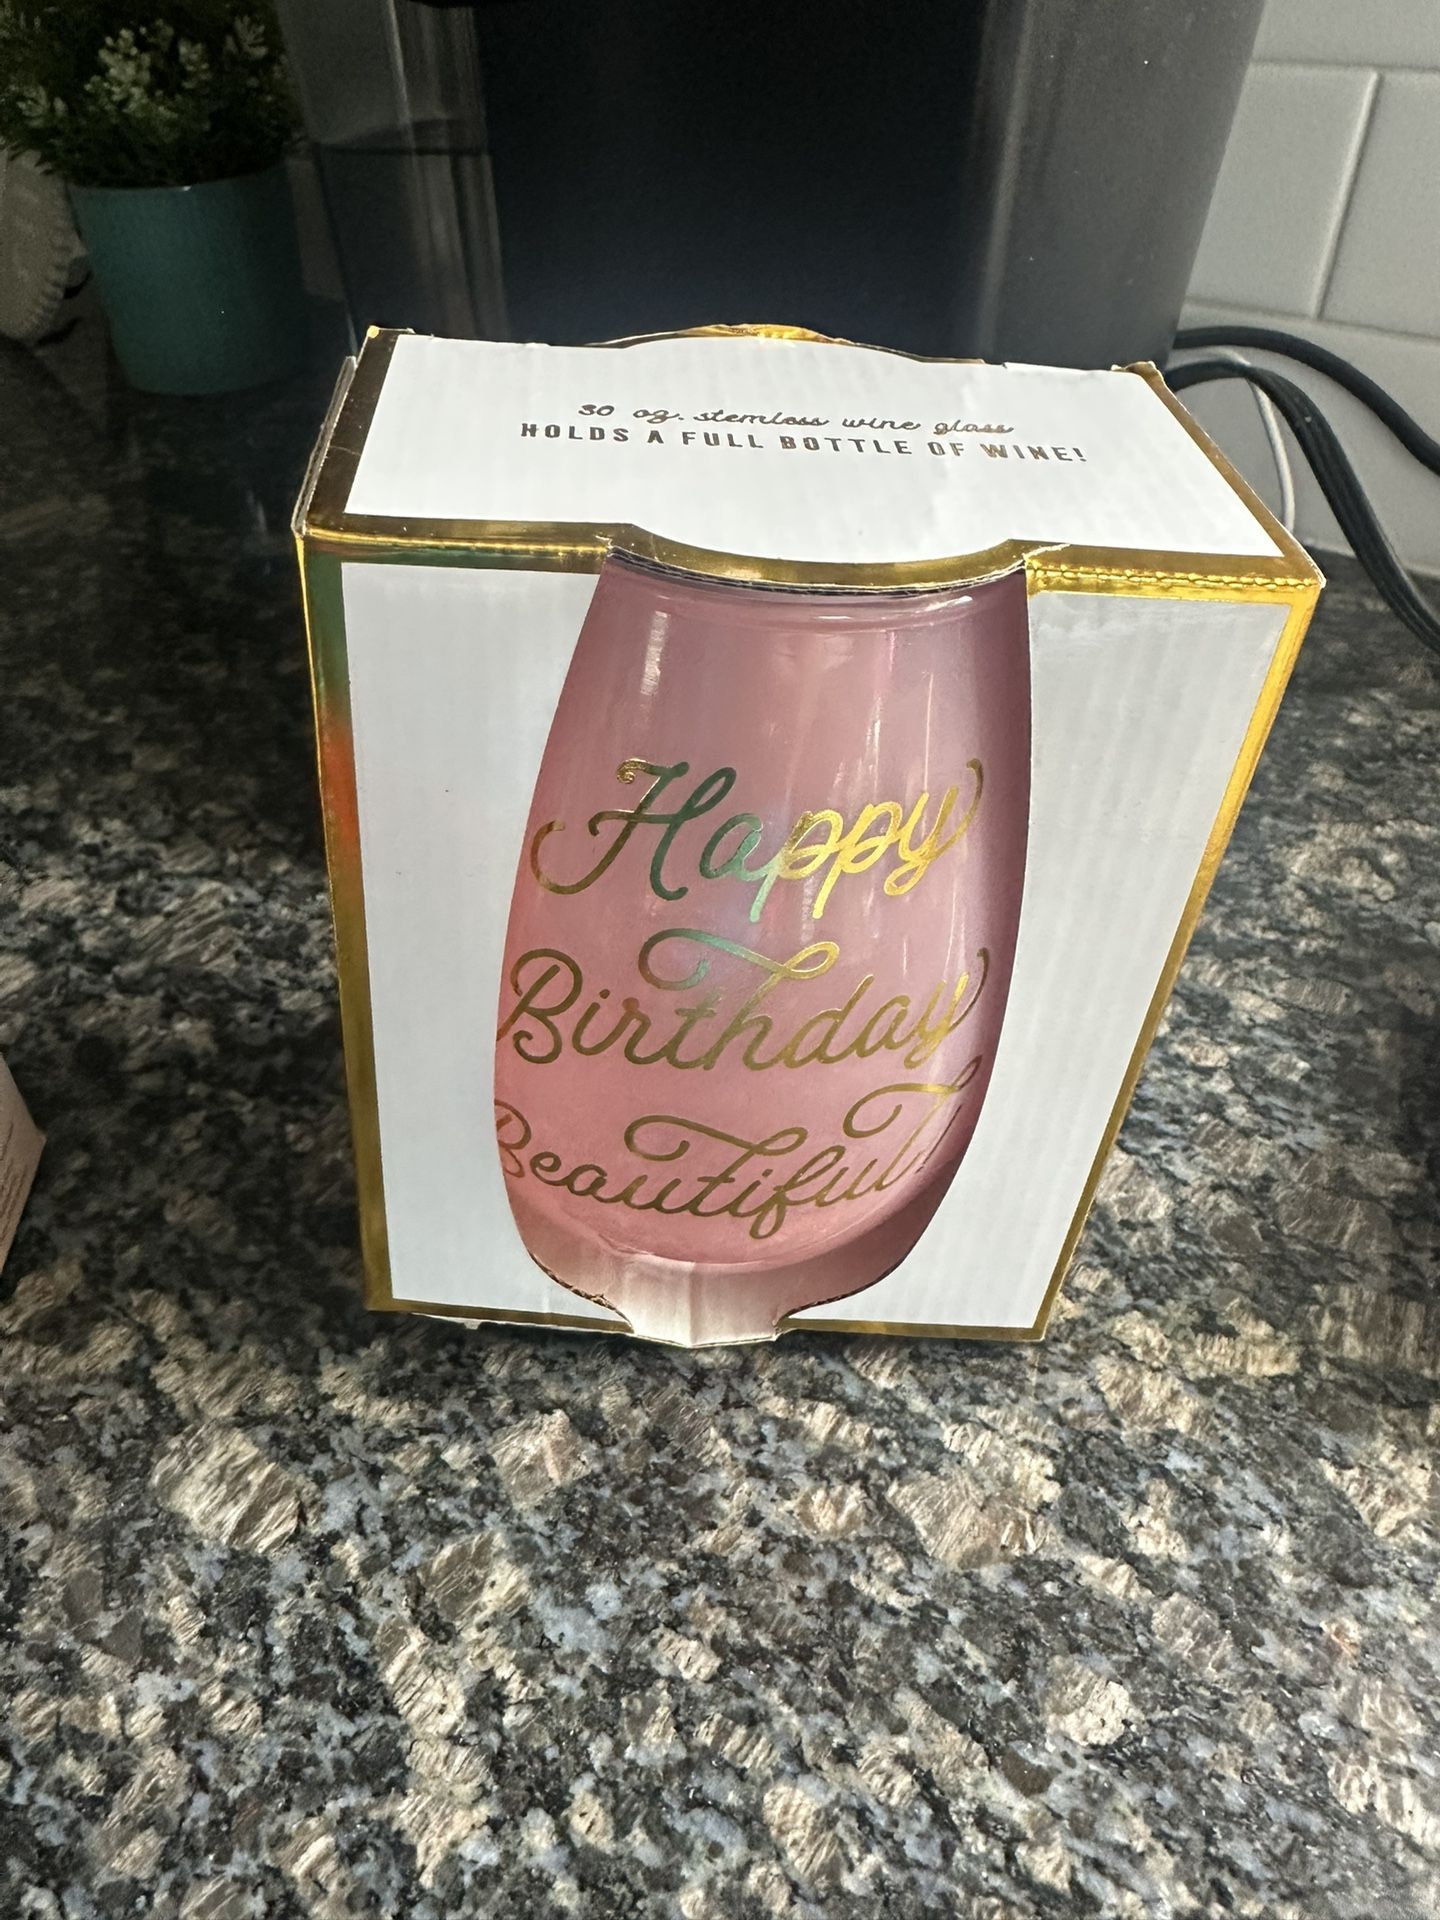 30 oz. stemless wine glass
HOLDS A FULL BOTTLE OF WINE!
Happy
Birthday
Beautiful!